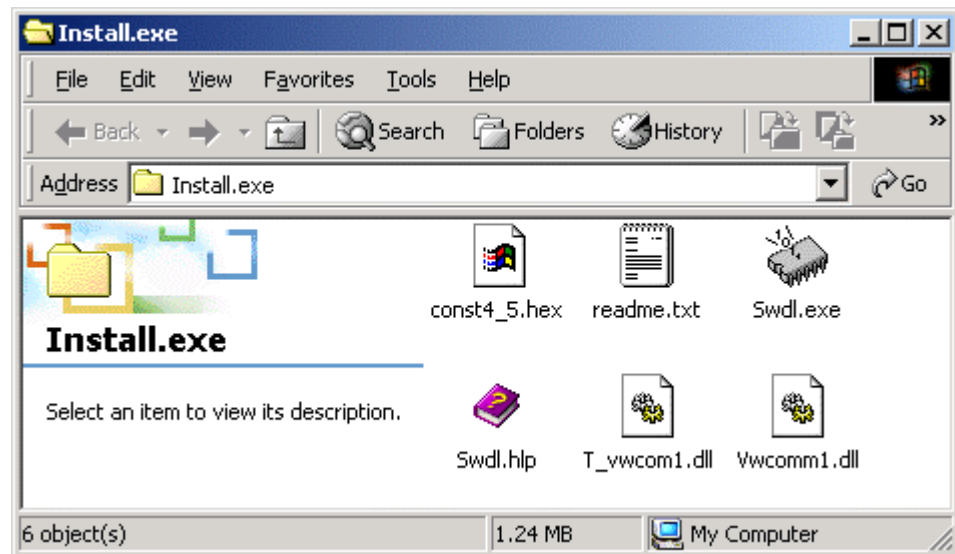 Install.exe
File Edit View Favorites Tools Help
Back Search Folders History »
Address Install.exe Go
const4_5.hex readme.txt Swdl.exe
Install.exe
Select an item to view its description.
Swdl.hlp T_vwcom1.dll Vwcomm1.dll
6 object(s) 1.24 MB My Computer